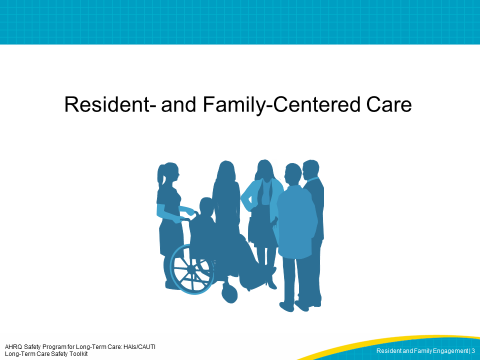 Resident- and Family-Centered Care
AHRQ Safety Program for Long-Term Care: HAIs/CAUTI
Long-Term Care Safety Toolkit
Resident and Family Engagement | 3